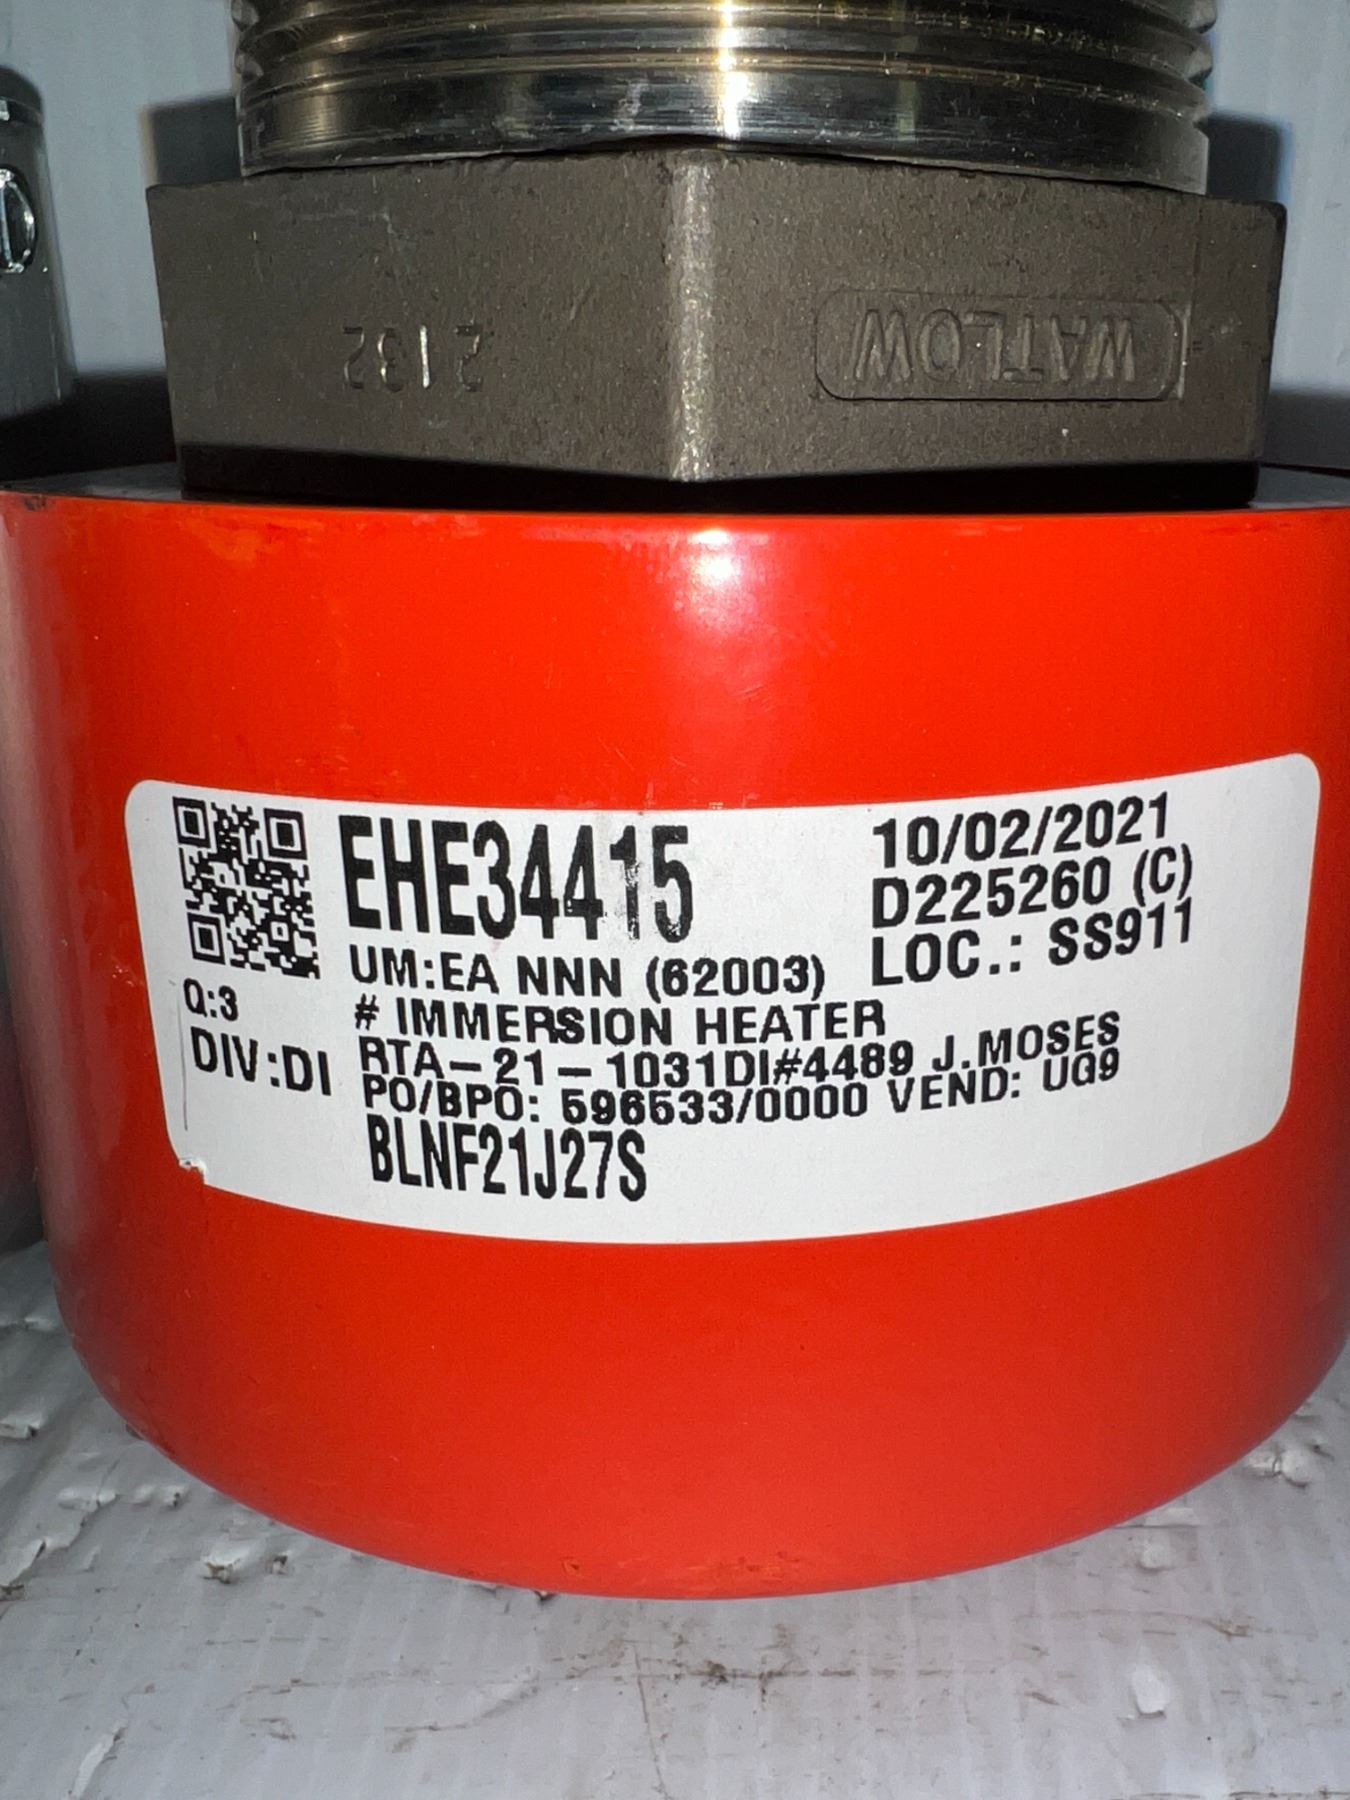 WATLOW
2132
EHE34415
10/02/2021
D225260 (C)
LOC.: SS911
UM:EA NNN (62003)
Q:3
# IMMERSION HEATER
DIV:DI
RTA-21-1031DI#4489 J.MOSES
PO/BPO: 596533/0000 VEND: UG9
BLNF21J27S